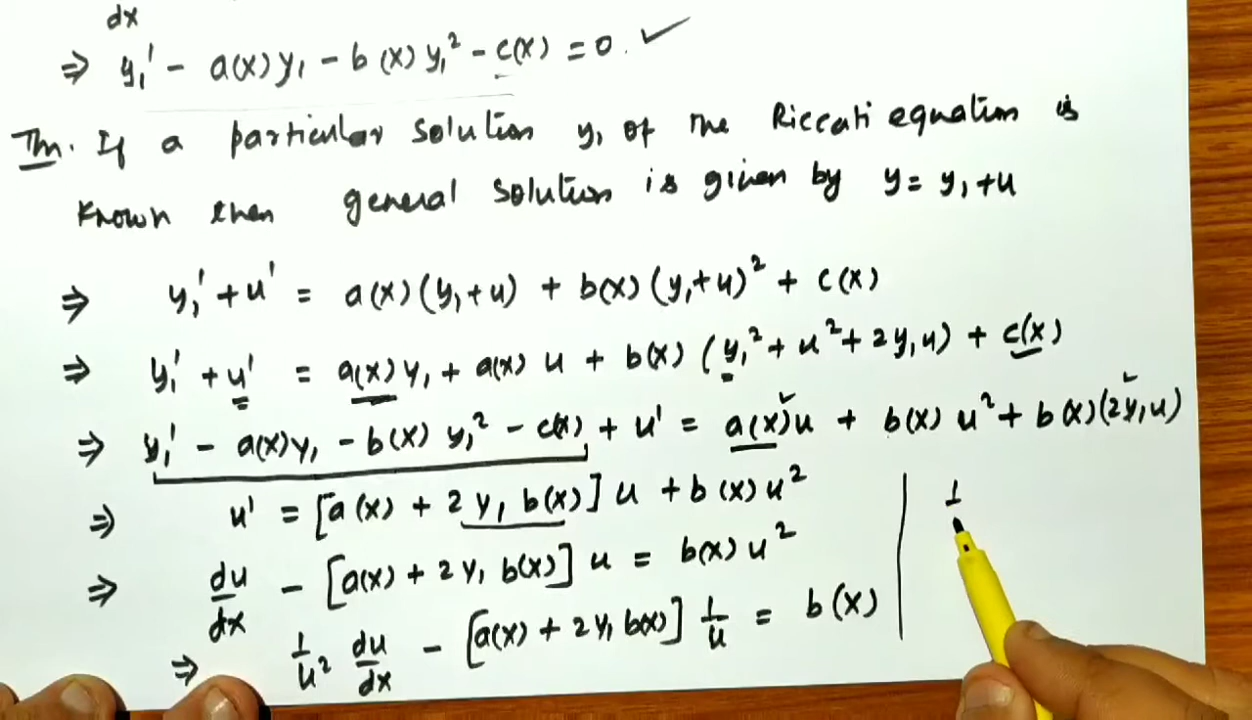 dx
⇒ y₁' - a(x)y₁ - b(x)y₁² - c(x) = 0. ✓
Thm. If a particular solution y₁ of the Riccati equation is
known then general solution is given by y = y₁+u
⇒ y₁' + u' = a(x)(y₁+u) + b(x)(y₁+u)² + c(x)
⇒ y₁' + u' = a(x)y₁ + a(x)u + b(x)(y₁² + u² + 2y₁u) + c(x)
⇒ y₁' - a(x)y₁ - b(x)y₁² - c(x) + u' = a(x)u + b(x)u² + b(x)(2y₁u)
⇒ u' = [a(x) + 2y₁b(x)]u + b(x)u²
⇒ du/dx - [a(x) + 2y₁b(x)]u = b(x)u²
⇒ 1/u² du/dx - [a(x) + 2y₁b(x)] 1/u = b(x)
1